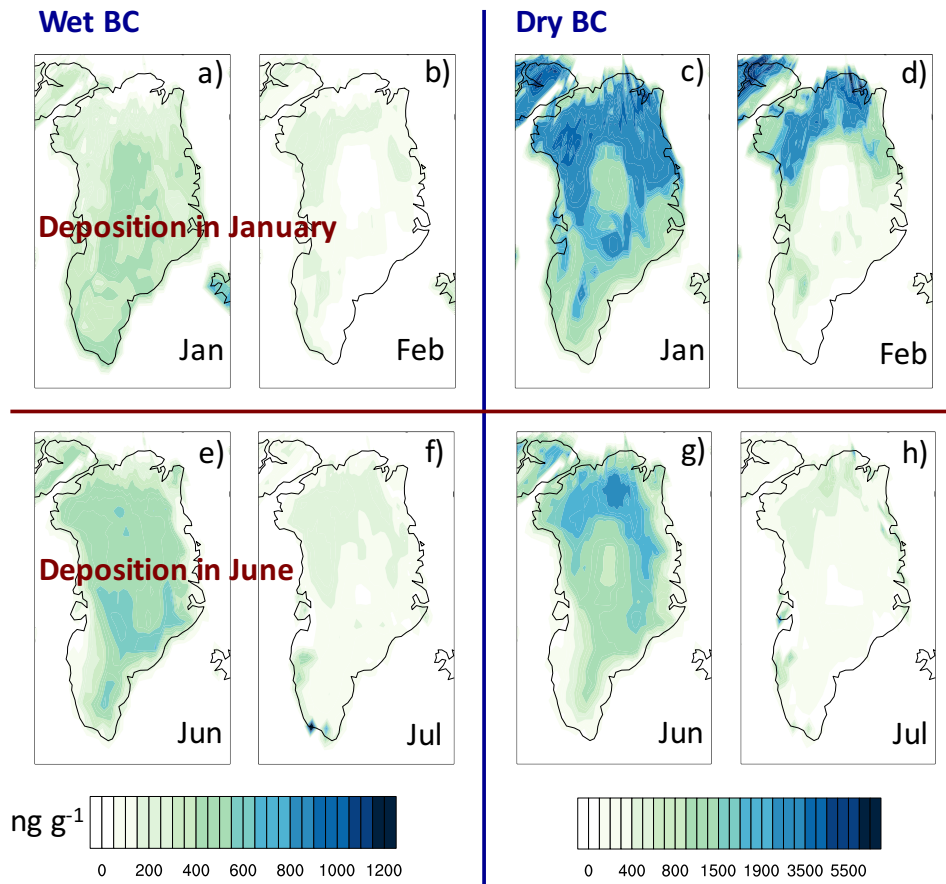 Wet BC
Dry BC
a)
b)
c)
d)
Deposition in January
Jan
Feb
Jan
Feb
e)
f)
g)
h)
Deposition in June
Jun
Jul
Jun
Jul
ng g-1
0 200 400 600 800 1000 1200
0 400 800 1500 1900 3500 5500